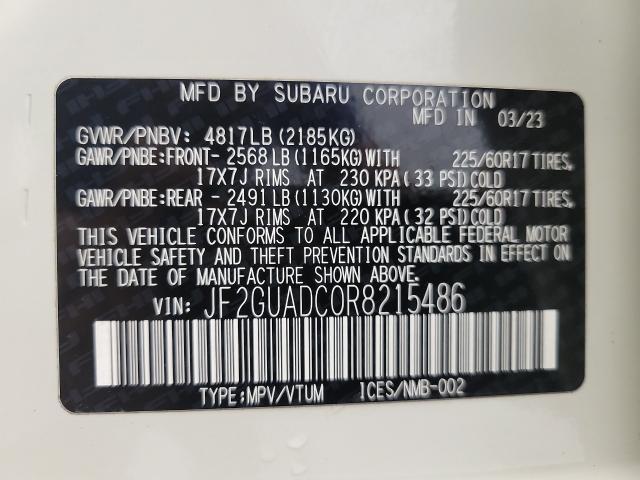 MFD BY SUBARU CORPORATION
MFD IN 03/23
GVWR/PNBV: 4817LB (2185KG)
GAWR/PNBE:FRONT- 2568 LB (1165KG)WITH 225/60R17 TIRES,
17X7J RIMS AT 230 KPA( 33 PSI)COLD
GAWR/PNBE:REAR - 2491 LB (1130KG)WITH 225/60R17 TIRES,
17X7J RIMS AT 220 KPA( 32 PSI)COLD
THIS VEHICLE CONFORMS TO ALL APPLICABLE FEDERAL MOTOR
VEHICLE SAFETY AND THEFT PREVENTION STANDARDS IN EFFECT ON
THE DATE OF MANUFACTURE SHOWN ABOVE.
VIN: JF2GUADC0R8215486
TYPE:MPV/VTUM ICES/NMB-002